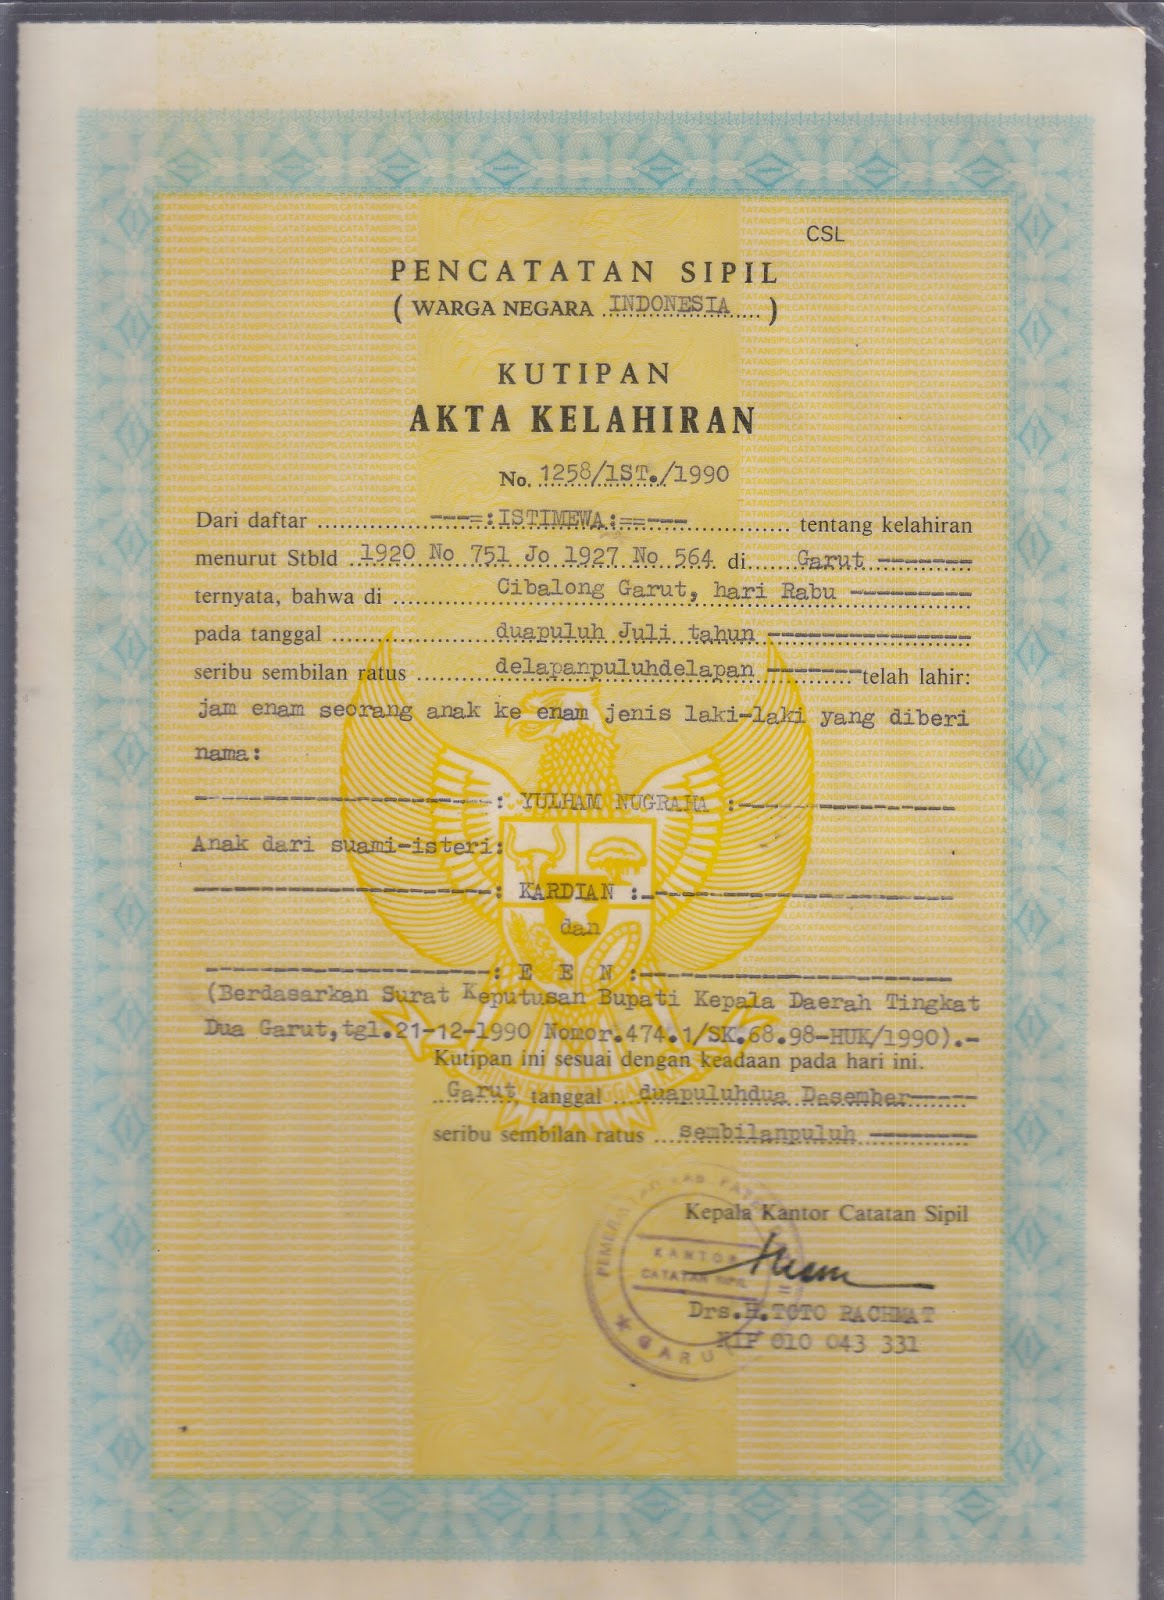 CSL
PENCATATAN SIPIL
( WARGA NEGARA ..INDONESIA.... )
KUTIPAN
AKTA KELAHIRAN
No. 1258/1ST./1990
Dari daftar ................---=:ISTIMEWA:==---............. tentang kelahiran
menurut Stbld ..1920 No 751 Jo 1927 No 564. di......Garut --------
ternyata, bahwa di ............Cibalong Garut, hari Rabu ----------
pada tanggal ....................duapuluh Juli tahun -----------------
seribu sembilan ratus ..........delapanpuluhdelapan --------.......telah lahir:
jam enam seorang anak ke enam jenis laki-laki yang diberi
nama:
-------------------------: YULHAM NUGRAHA :------------------
Anak dari suami-isteri:
-------------------------: KARDIAN :-------------------------
dan
------------------------: E E N :--------------------------
(Berdasarkan Surat Keputusan Bupati Kepala Daerah Tingkat
Dua Garut,tgl.21-12-1990 Nomor.474.1/SK.68.98-HUK/1990).-
Kutipan ini sesuai dengan keadaan pada hari ini.
..Garut, tanggal ...duapuluhdua Desember------
seribu sembilan ratus ...sembilanpuluh --------
Kepala Kantor Catatan Sipil
KANTOR
CATATAN SIPIL
GARUT
Drs.H.TOTO RACHMAT
NIP 010 043 331